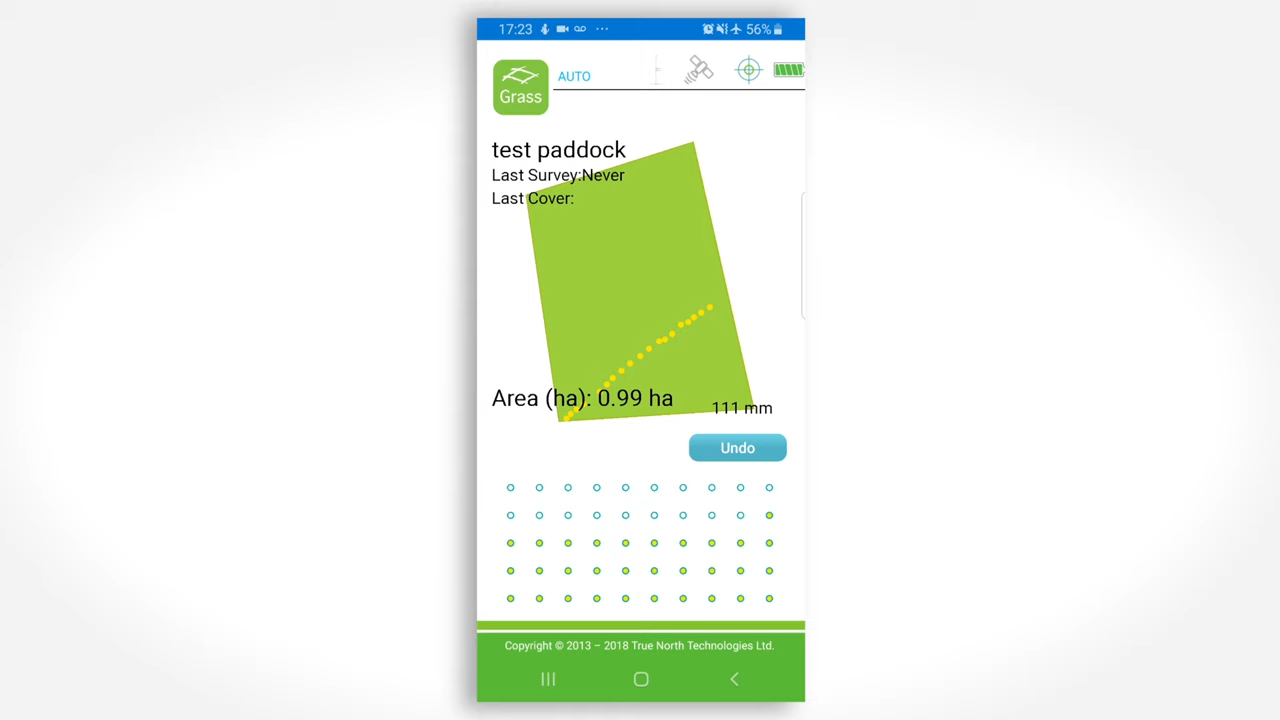 17:23
56%
Grass
AUTO
test paddock
Last Survey:Never
Last Cover:
Area (ha): 0.99 ha
111 mm
Undo
Copyright © 2013 – 2018 True North Technologies Ltd.